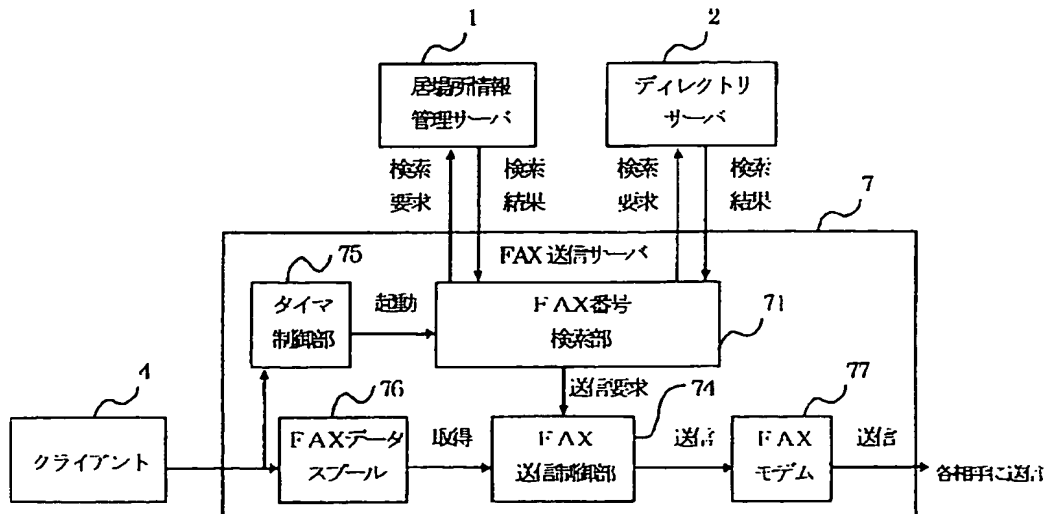 1
2
居場所情報
管理サーバ
ディレクトリ
サーバ
検索
要求
検索
結果
検索
要求
検索
結果
7
FAX送信サーバ
75
タイマ
制御部
起動
FAX番号
検索部
71
4
76
送信要求
74
77
クライアント
FAXデータ
スプール
取得
FAX
送信制御部
送信
FAX
モデム
送信
各相手に送信